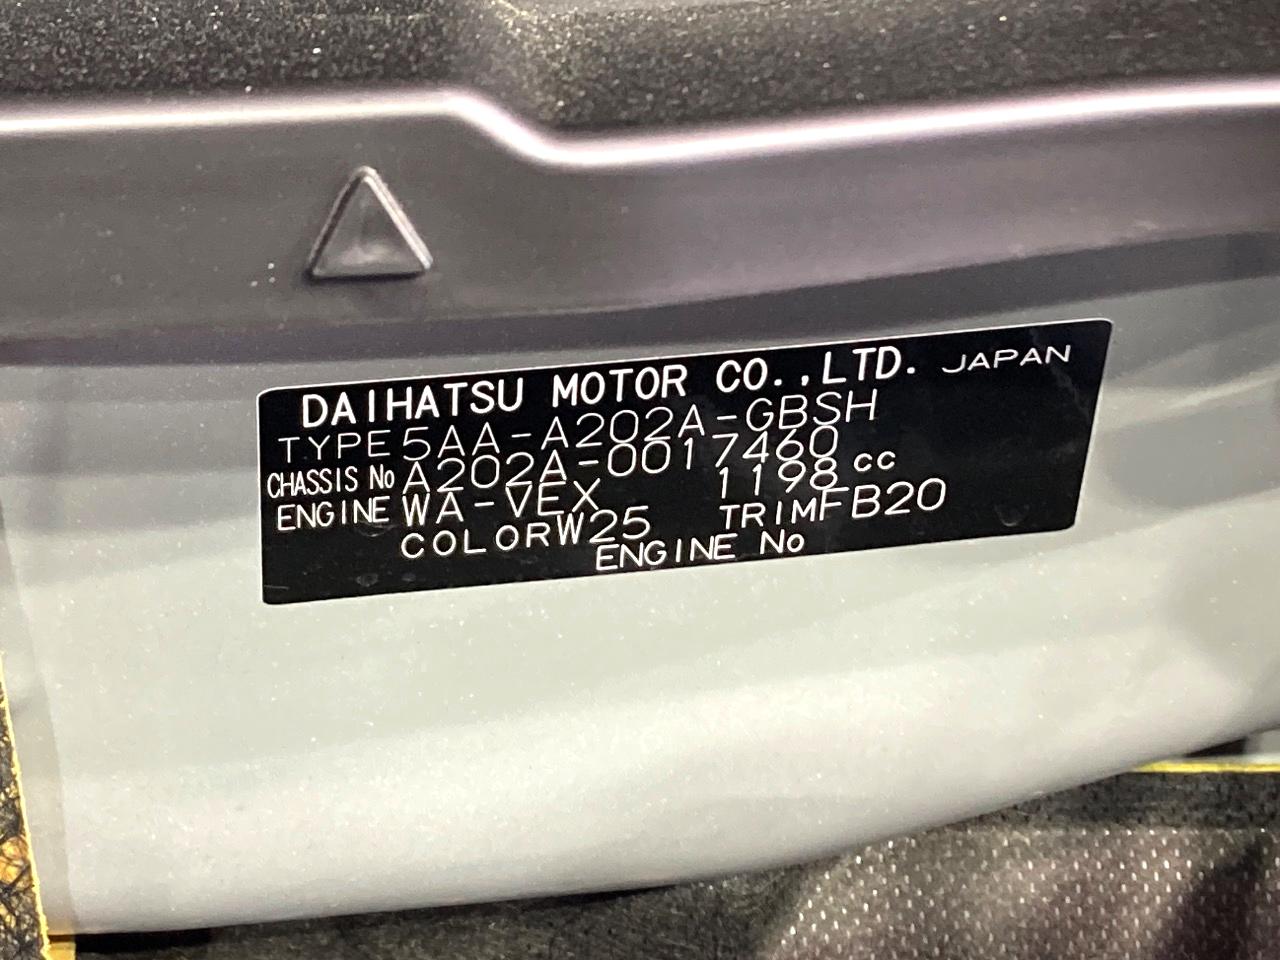 DAIHATSU MOTOR CO.,LTD. JAPAN
TYPE 5AA-A202A-GBSH
CHASSIS No A202A-0017460
ENGINE WA-VEX 1198 cc
COLOR W25 TRIM FB20
ENGINE No